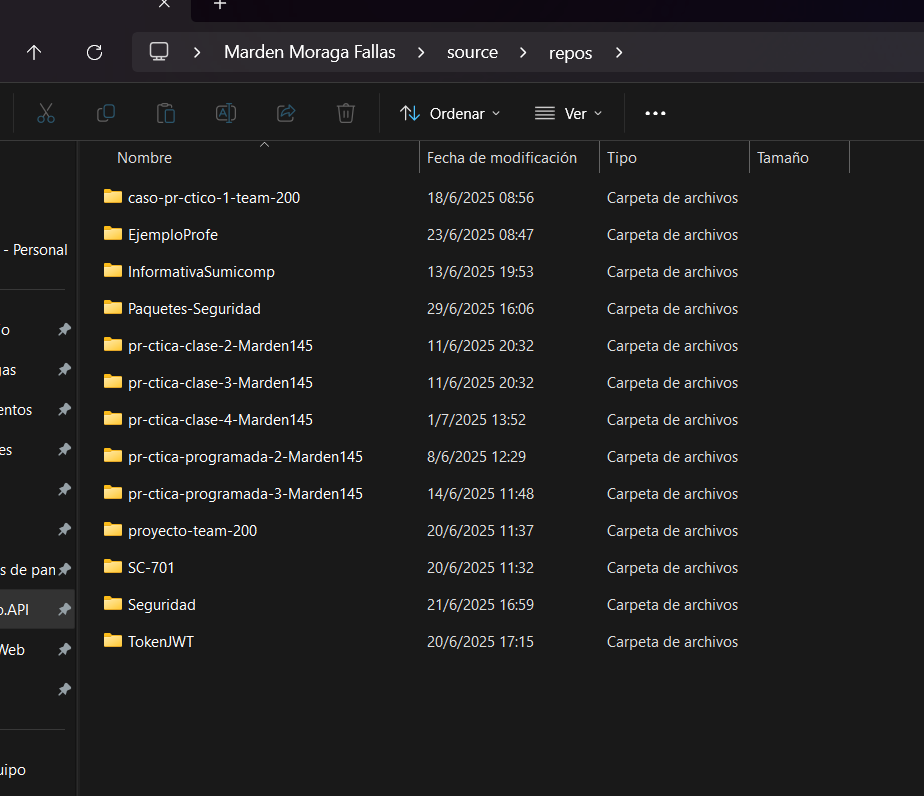 Marden Moraga Fallas > source > repos >
Ordenar Ver
Nombre Fecha de modificación Tipo Tamaño
caso-pr-ctico-1-team-200 18/6/2025 08:56 Carpeta de archivos
EjemploProfe 23/6/2025 08:47 Carpeta de archivos
InformativaSumicomp 13/6/2025 19:53 Carpeta de archivos
Paquetes-Seguridad 29/6/2025 16:06 Carpeta de archivos
pr-ctica-clase-2-Marden145 11/6/2025 20:32 Carpeta de archivos
pr-ctica-clase-3-Marden145 11/6/2025 20:32 Carpeta de archivos
pr-ctica-clase-4-Marden145 1/7/2025 13:52 Carpeta de archivos
pr-ctica-programada-2-Marden145 8/6/2025 12:29 Carpeta de archivos
pr-ctica-programada-3-Marden145 14/6/2025 11:48 Carpeta de archivos
proyecto-team-200 20/6/2025 11:37 Carpeta de archivos
SC-701 20/6/2025 11:32 Carpeta de archivos
Seguridad 21/6/2025 16:59 Carpeta de archivos
TokenJWT 20/6/2025 17:15 Carpeta de archivos
- Personal
o
as
entos
es
s de pan
.API
Web
uipo